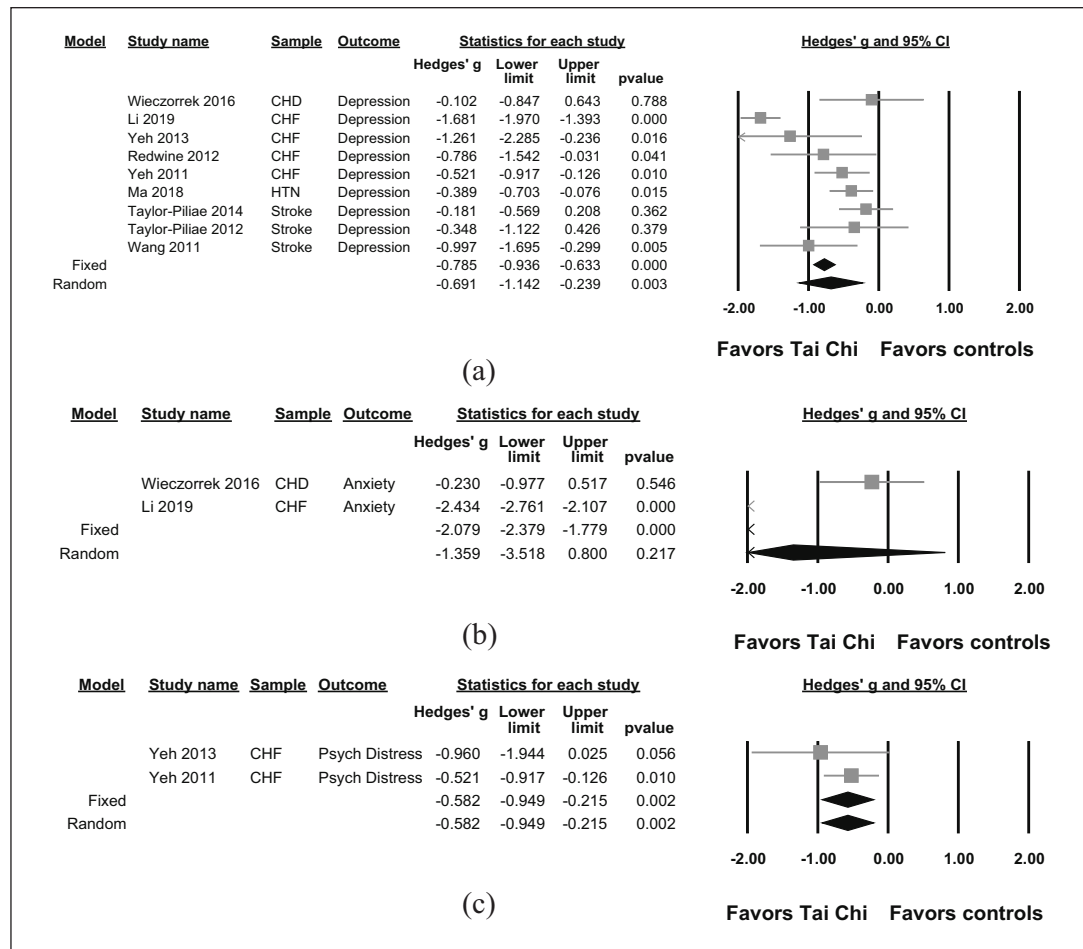 Model Study name Sample Outcome Statistics for each study Hedges' g and 95% CI
Hedges' g Lower limit Upper limit pvalue
Wieczorrek 2016 CHD Depression -0.102 -0.847 0.643 0.788
Li 2019 CHF Depression -1.681 -1.970 -1.393 0.000
Yeh 2013 CHF Depression -1.261 -2.285 -0.236 0.016
Redwine 2012 CHF Depression -0.786 -1.542 -0.031 0.041
Yeh 2011 CHF Depression -0.521 -0.917 -0.126 0.010
Ma 2018 HTN Depression -0.389 -0.703 -0.076 0.015
Taylor-Piliae 2014 Stroke Depression -0.181 -0.569 0.208 0.362
Taylor-Piliae 2012 Stroke Depression -0.348 -1.122 0.426 0.379
Wang 2011 Stroke Depression -0.997 -1.695 -0.299 0.005
Fixed -0.785 -0.936 -0.633 0.000
Random -0.691 -1.142 -0.239 0.003
-2.00 -1.00 0.00 1.00 2.00
Favors Tai Chi Favors controls
(a)
Model Study name Sample Outcome Statistics for each study Hedges' g and 95% CI
Hedges' g Lower limit Upper limit pvalue
Wieczorrek 2016 CHD Anxiety -0.230 -0.977 0.517 0.546
Li 2019 CHF Anxiety -2.434 -2.761 -2.107 0.000
Fixed -2.079 -2.379 -1.779 0.000
Random -1.359 -3.518 0.800 0.217
-2.00 -1.00 0.00 1.00 2.00
Favors Tai Chi Favors controls
(b)
Model Study name Sample Outcome Statistics for each study Hedges' g and 95% CI
Hedges' g Lower limit Upper limit pvalue
Yeh 2013 CHF Psych Distress -0.960 -1.944 0.025 0.056
Yeh 2011 CHF Psych Distress -0.521 -0.917 -0.126 0.010
Fixed -0.582 -0.949 -0.215 0.002
Random -0.582 -0.949 -0.215 0.002
-2.00 -1.00 0.00 1.00 2.00
Favors Tai Chi Favors controls
(c)